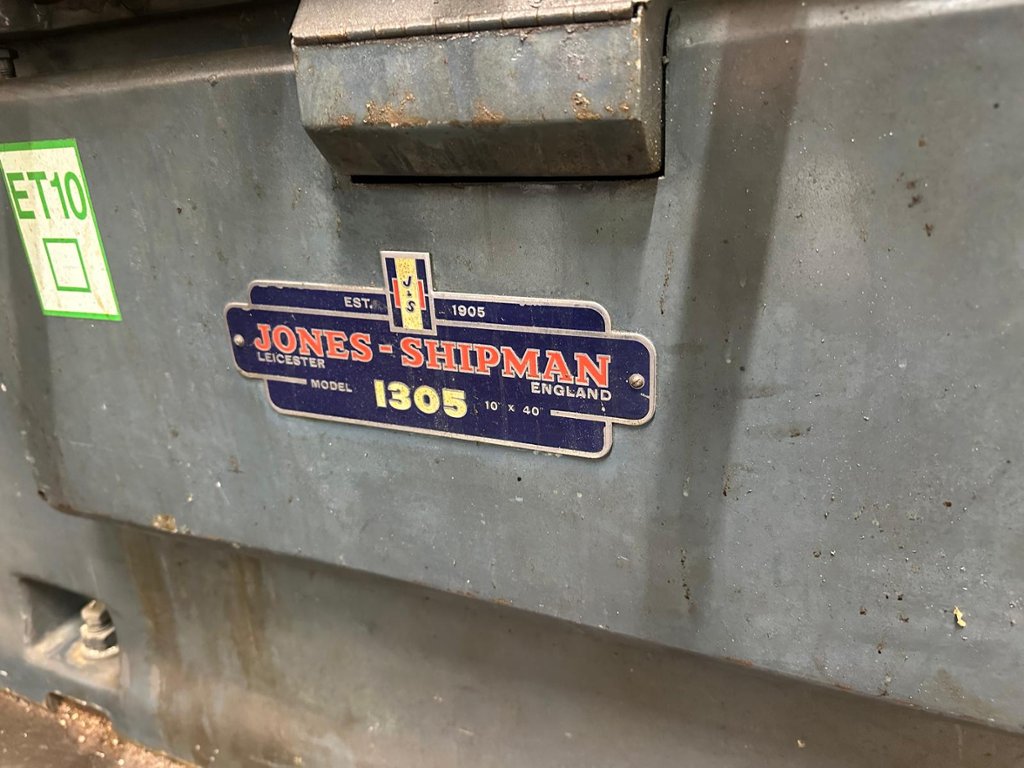 ET10
J & S
EST. 1905
JONES - SHIPMAN
LEICESTER ENGLAND
MODEL 1305 10" X 40"